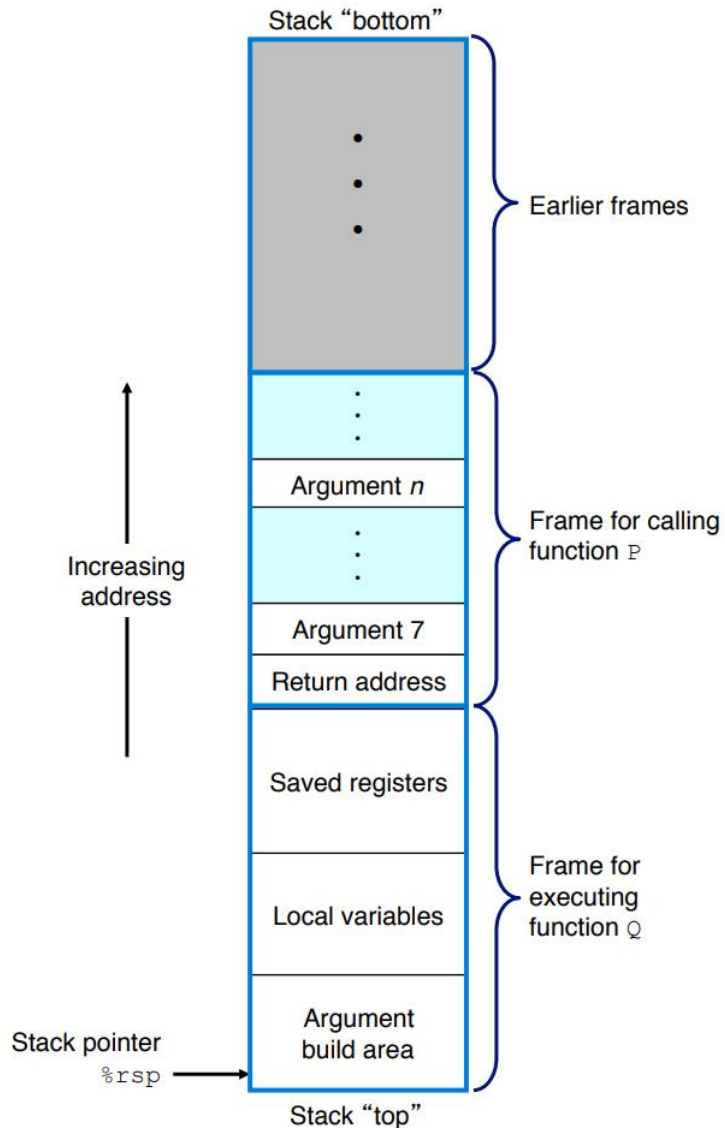 Stack “bottom”
Earlier frames
Argument n
Frame for calling
function P
Increasing
address
Argument 7
Return address
Saved registers
Frame for
executing
function Q
Local variables
Argument
build area
Stack pointer
%rsp
Stack “top”